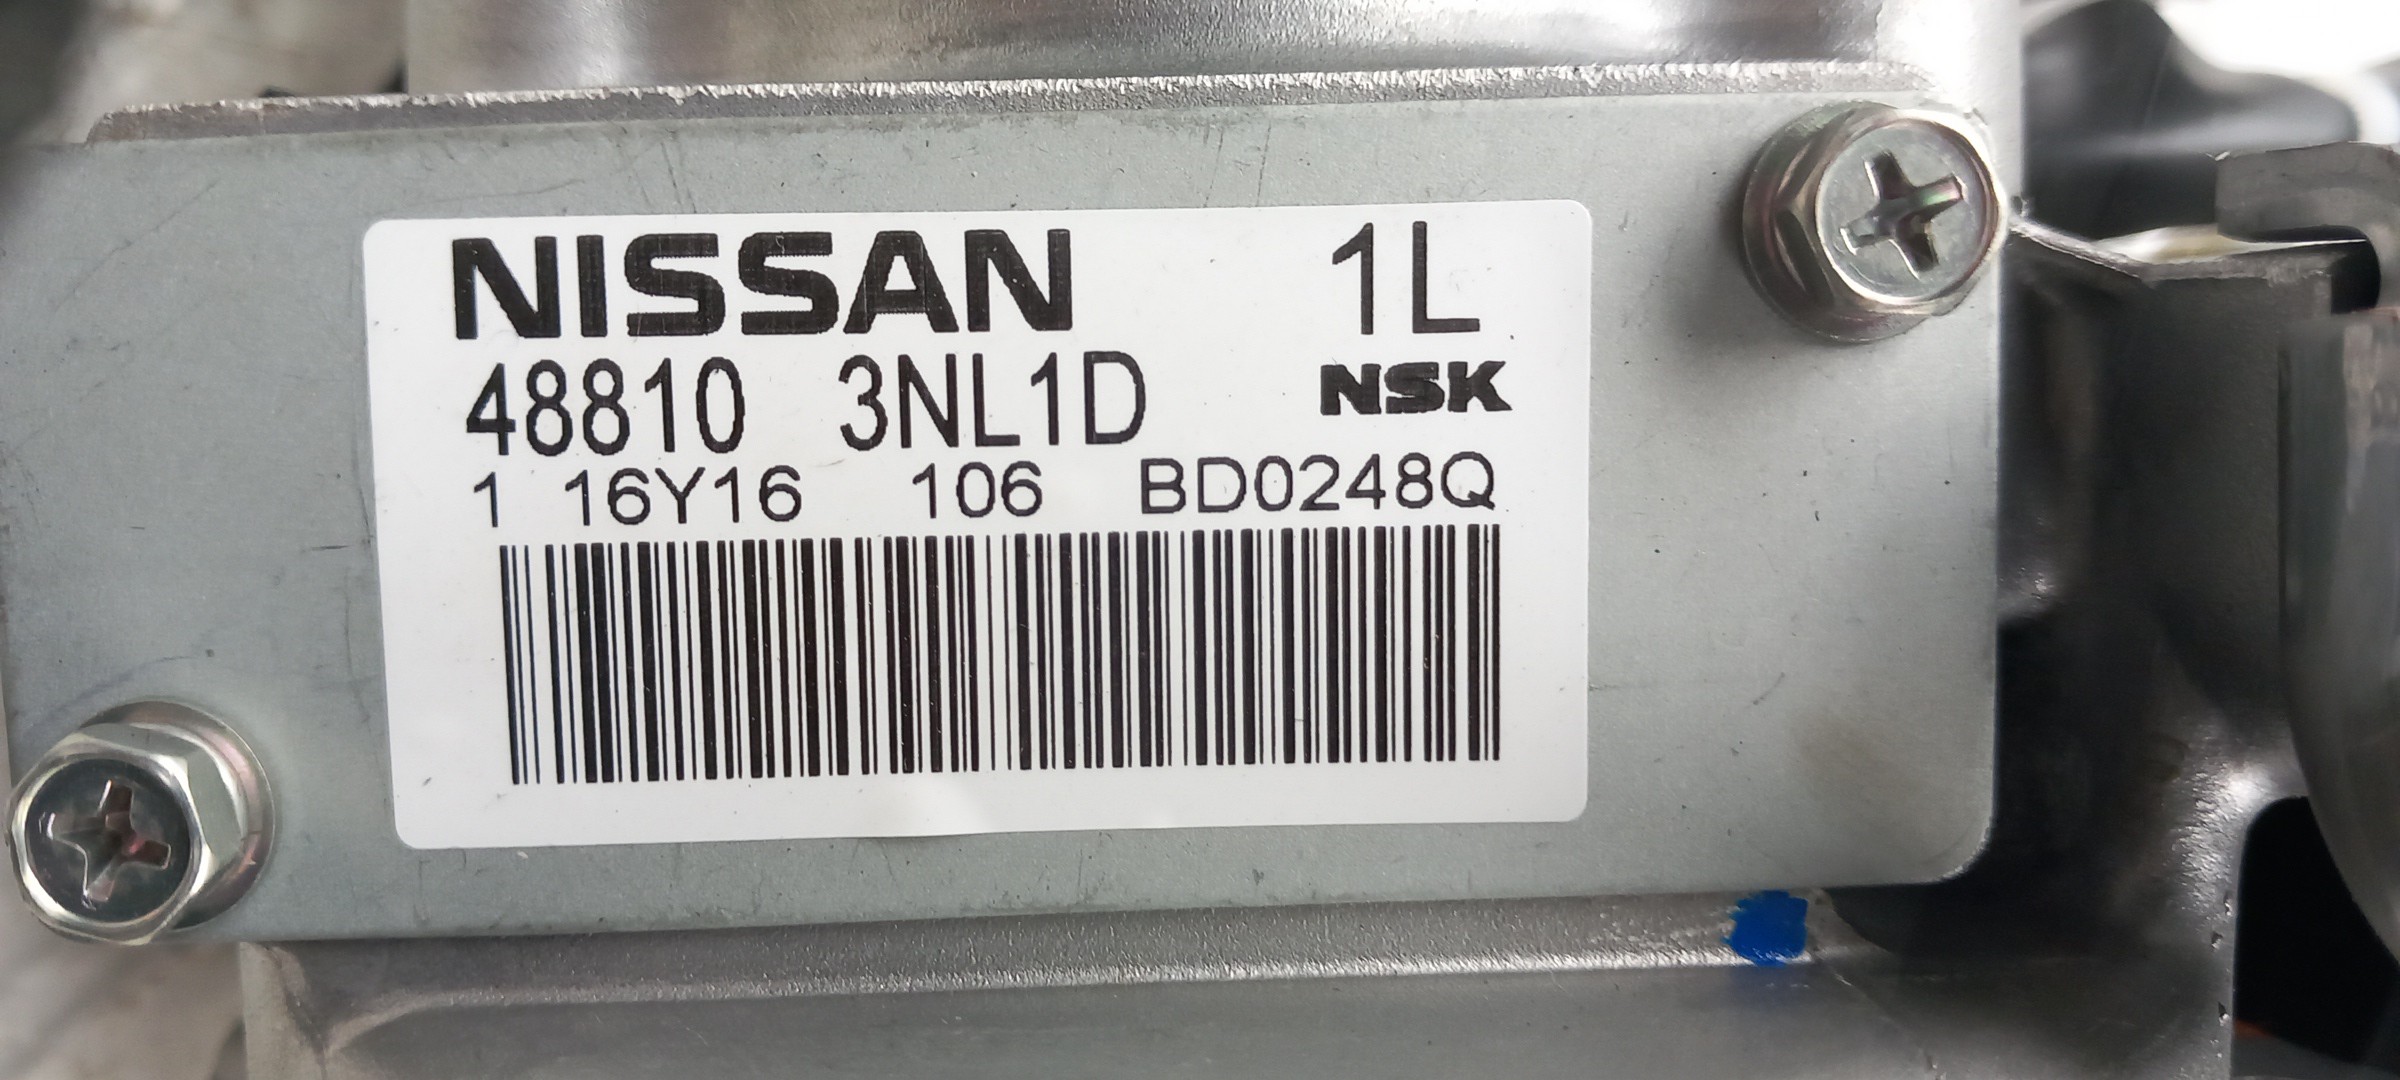 NISSAN 1L
48810 3NL1D NSK
1 16Y16 106 BD0248Q